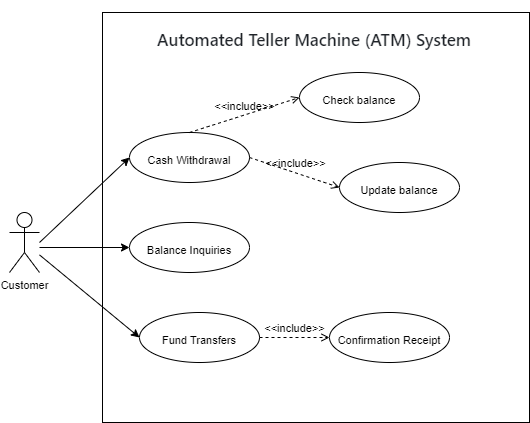 Automated Teller Machine (ATM) System
<<include>>
Check balance
Cash Withdrawal
<<include>>
Update balance
Balance Inquiries
Customer
<<include>>
Fund Transfers
Confirmation Receipt